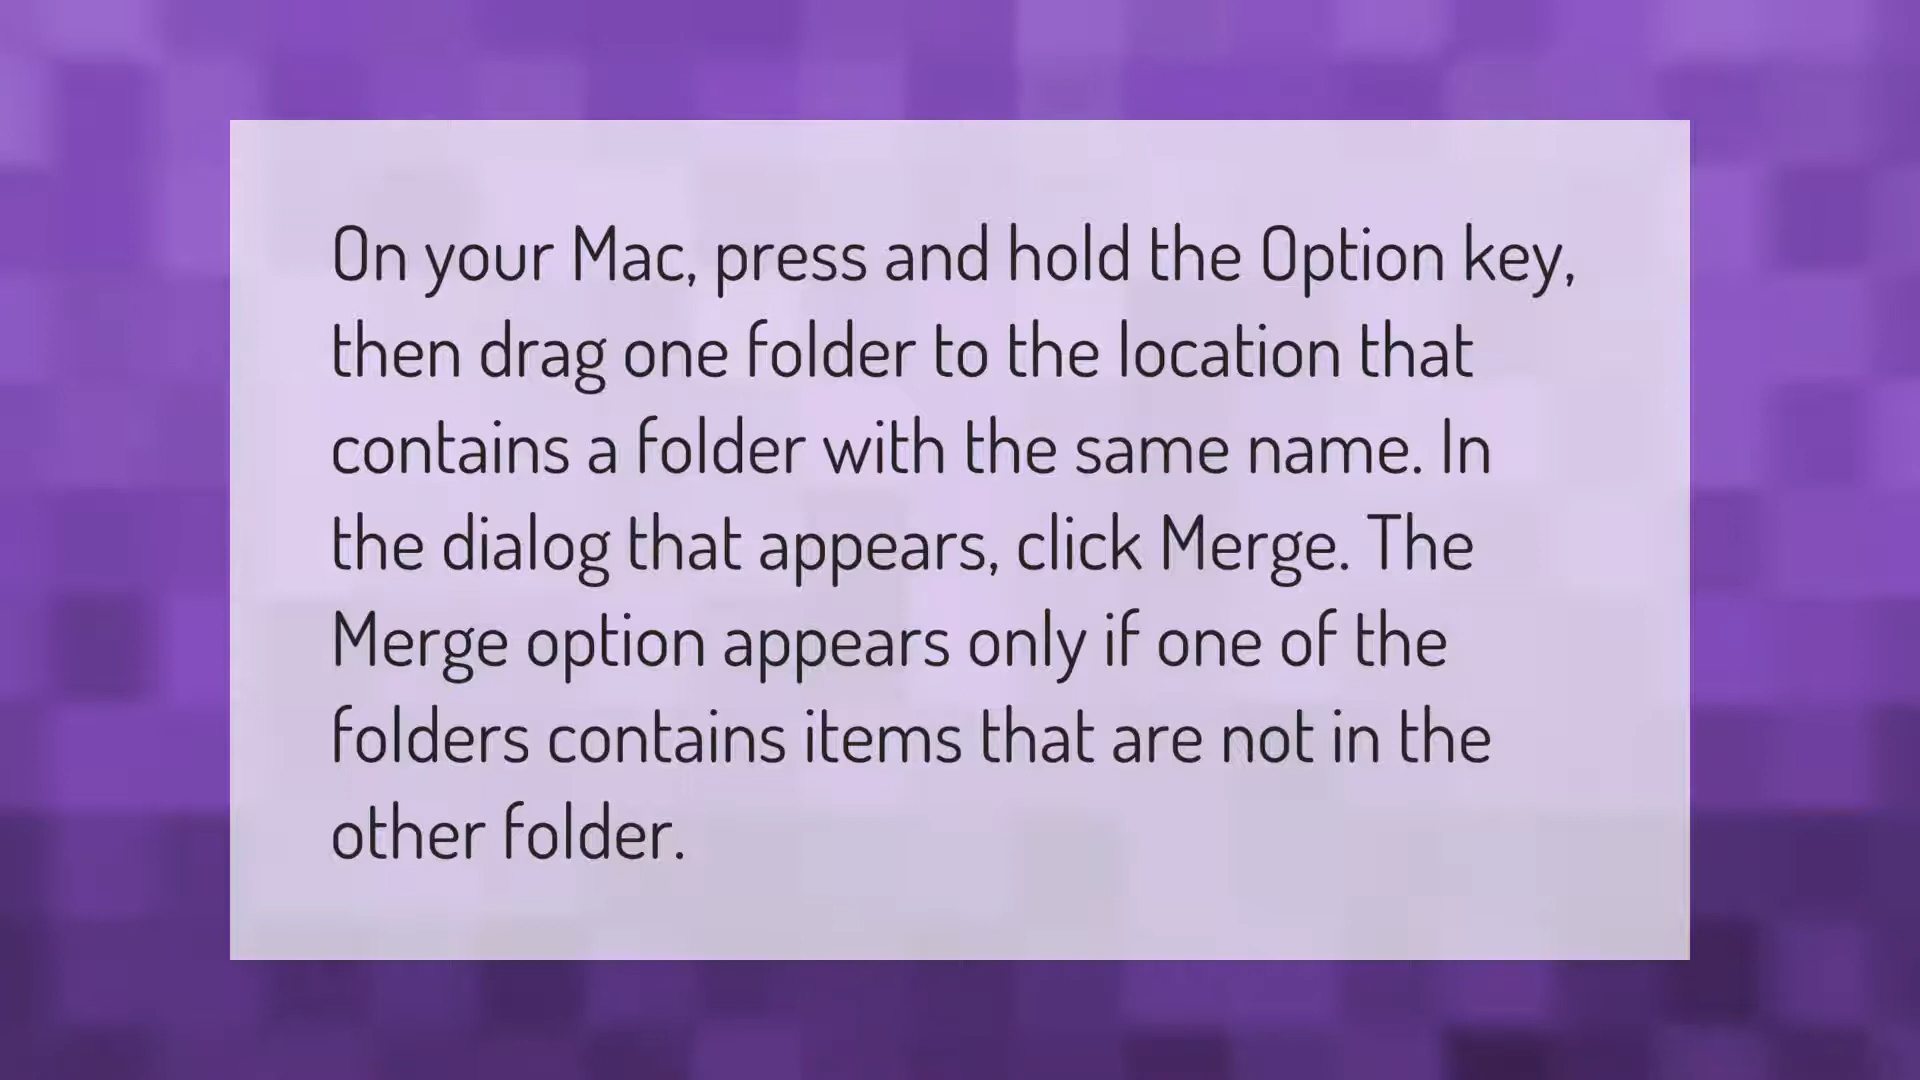 On your Mac, press and hold the Option key,
then drag one folder to the location that
contains a folder with the same name. In
the dialog that appears, click Merge. The
Merge option appears only if one of the
folders contains items that are not in the
other folder.